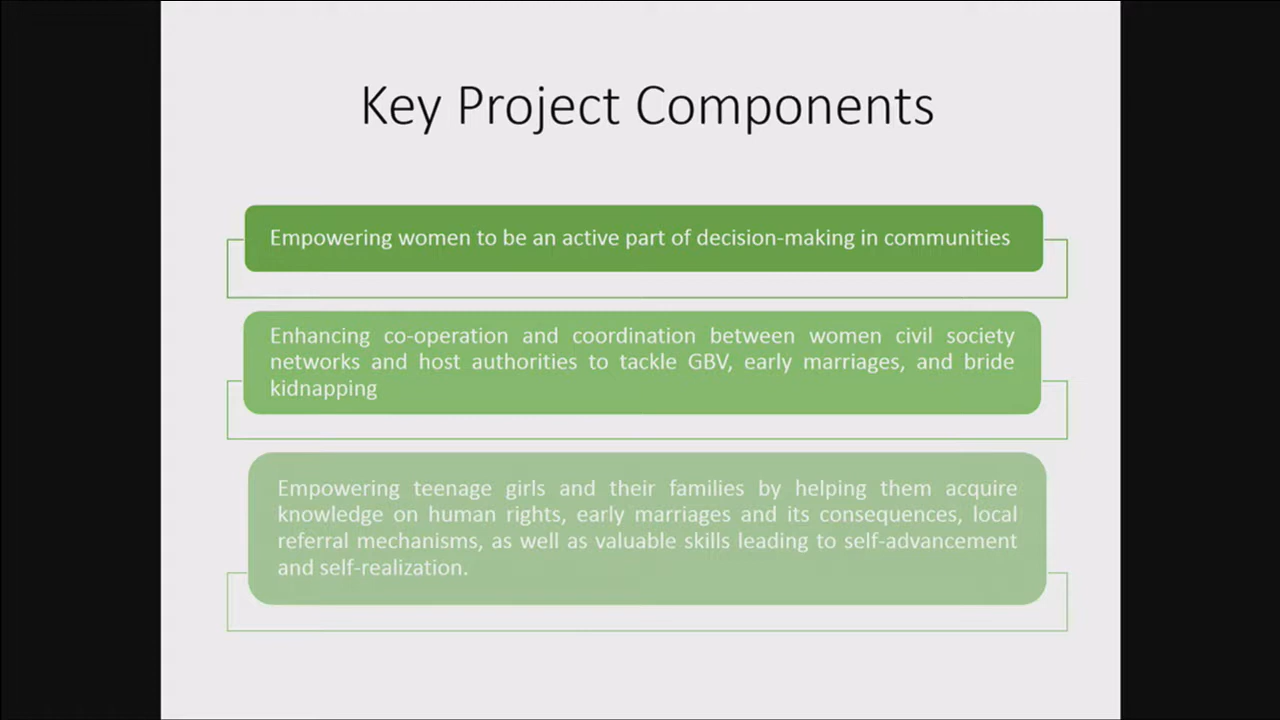 Key Project Components
Empowering women to be an active part of decision-making in communities
Enhancing co-operation and coordination between women civil society
networks and host authorities to tackle GBV, early marriages, and bride
kidnapping
Empowering teenage girls and their families by helping them acquire
knowledge on human rights, early marriages and its consequences, local
referral mechanisms, as well as valuable skills leading to self-advancement
and self-realization.